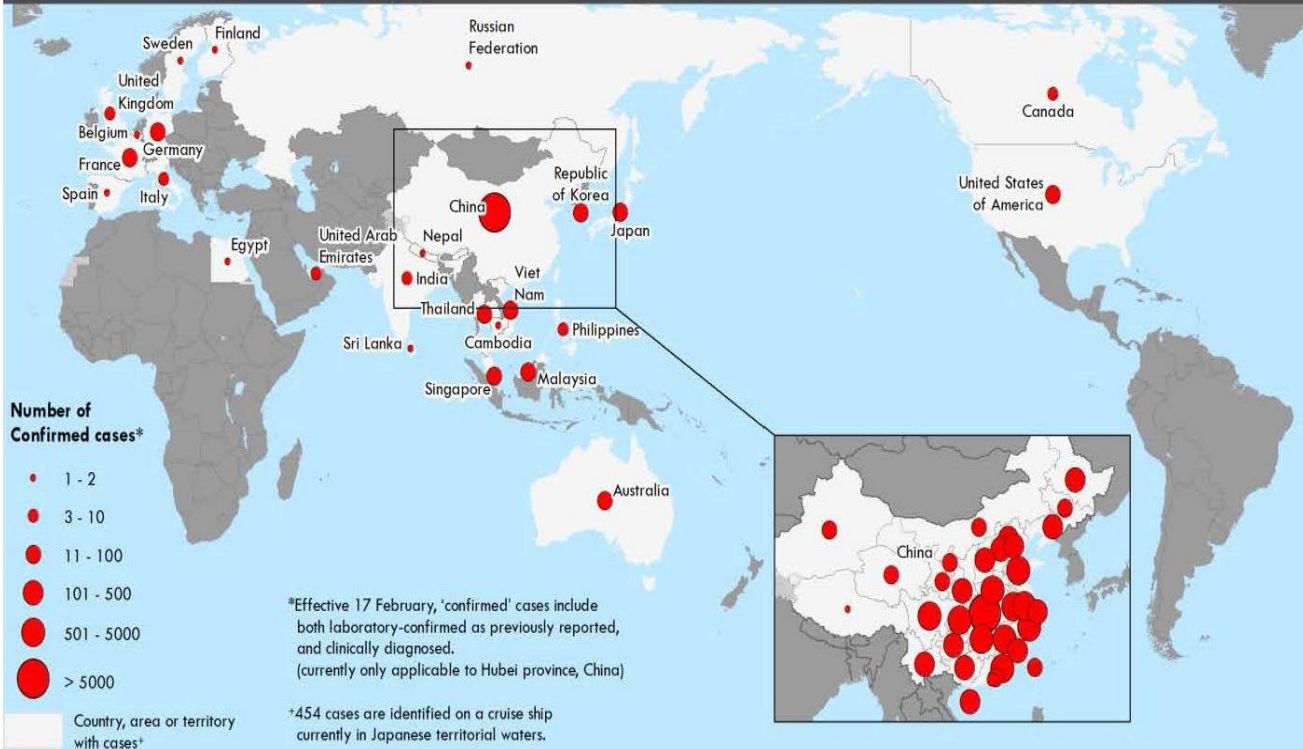 Finland
Sweden
Russian
Federation
United
Kingdom
Belgium
Germany
France
Spain
Italy
Canada
United States
of America
China
Republic
of Korea
Japan
Egypt
United Arab
Emirates
Nepal
India
Viet
Nam
Thailand
Cambodia
Philippines
Sri Lanka
Singapore
Malaysia
Australia
China
Number of
Confirmed cases*
1 - 2
3 - 10
11 - 100
101 - 500
501 - 5000
> 5000
Country, area or territory
with cases+
*Effective 17 February, 'confirmed' cases include
both laboratory-confirmed as previously reported,
and clinically diagnosed.
(currently only applicable to Hubei province, China)
+454 cases are identified on a cruise ship
currently in Japanese territorial waters.